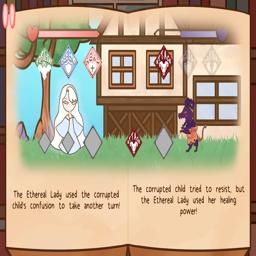 The Ethereal Lady used the corrupted
child's confusion to take another turn!
The corrupted child tried to resist, but
the Ethereal Lady used her healing
power!